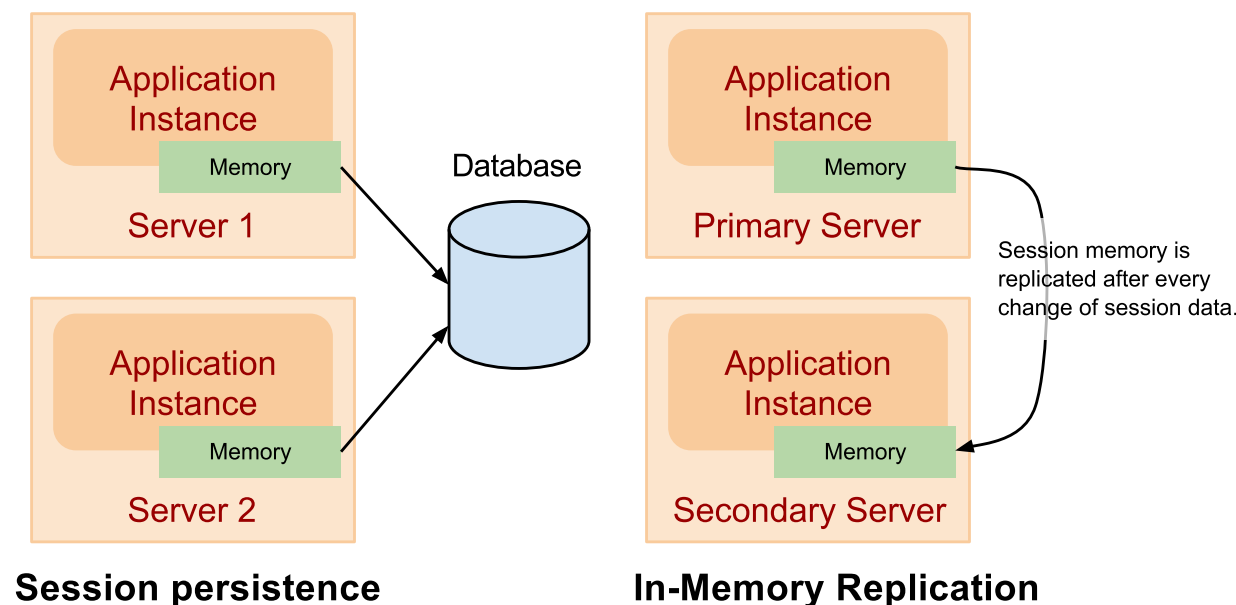 Application
Instance
Memory
Server 1
Application
Instance
Memory
Server 2
Database
Session persistence
Application
Instance
Memory
Primary Server
Session memory is
replicated after every
change of session data.
Application
Instance
Memory
Secondary Server
In-Memory Replication